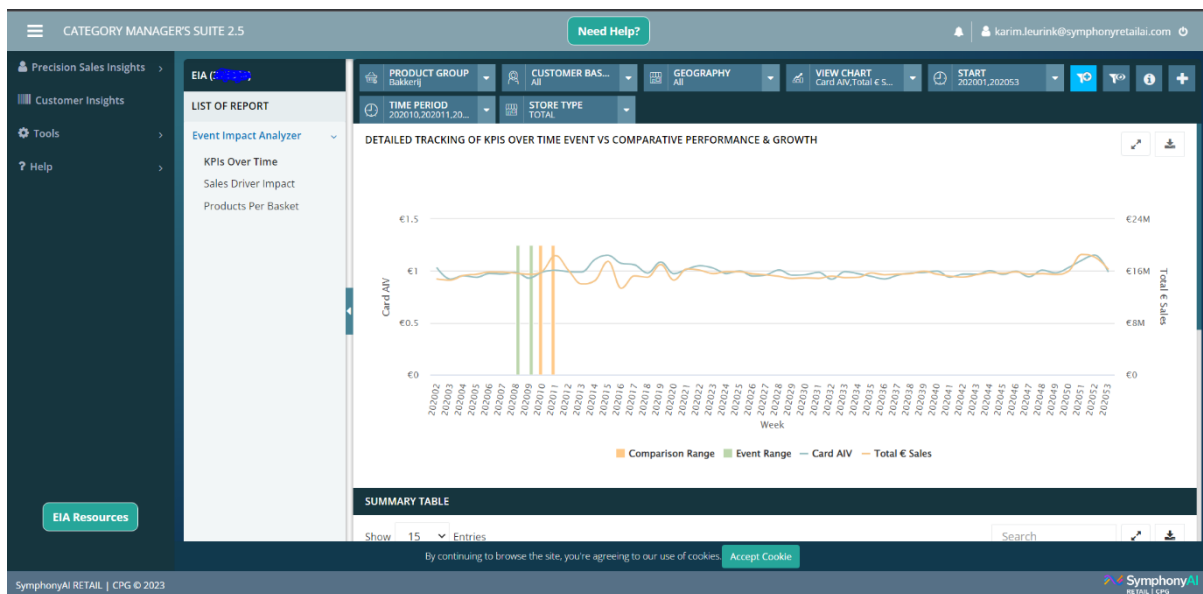 CATEGORY MANAGER'S SUITE 2.5
Need Help?
karim.leurink@symphonyretailai.com
Precision Sales Insights
Customer Insights
Tools
? Help
EIA Resources
EIA (
LIST OF REPORT
Event Impact Analyzer
KPIs Over Time
Sales Driver Impact
Products Per Basket
PRODUCT GROUP
Bakkerij
CUSTOMER BAS...
All
GEOGRAPHY
All
VIEW CHART
Card AIV,Total € S...
START
202001,202053
TIME PERIOD
202010,202011,20...
STORE TYPE
TOTAL
DETAILED TRACKING OF KPIS OVER TIME EVENT VS COMPARATIVE PERFORMANCE & GROWTH
€1.5
€1
€0.5
€0
Card AIV
€24M
€16M
€8M
€0
Total € Sales
202002 202003 202004 202005 202006 202007 202008 202009 202010 202011 202012 202013 202014 202015 202016 202017 202018 202019 202020 202021 202022 202023 202024 202025 202026 202027 202028 202029 202030 202031 202032 202033 202034 202035 202036 202037 202038 202039 202040 202041 202042 202043 202044 202045 202046 202047 202048 202049 202050 202051 202052 202053
Week
Comparison Range Event Range Card AIV Total € Sales
SUMMARY TABLE
Show 15 Entries
Search
By continuing to browse the site, you're agreeing to our use of cookies. Accept Cookie
SymphonyAI RETAIL | CPG © 2023
SymphonyAI
RETAIL | CPG